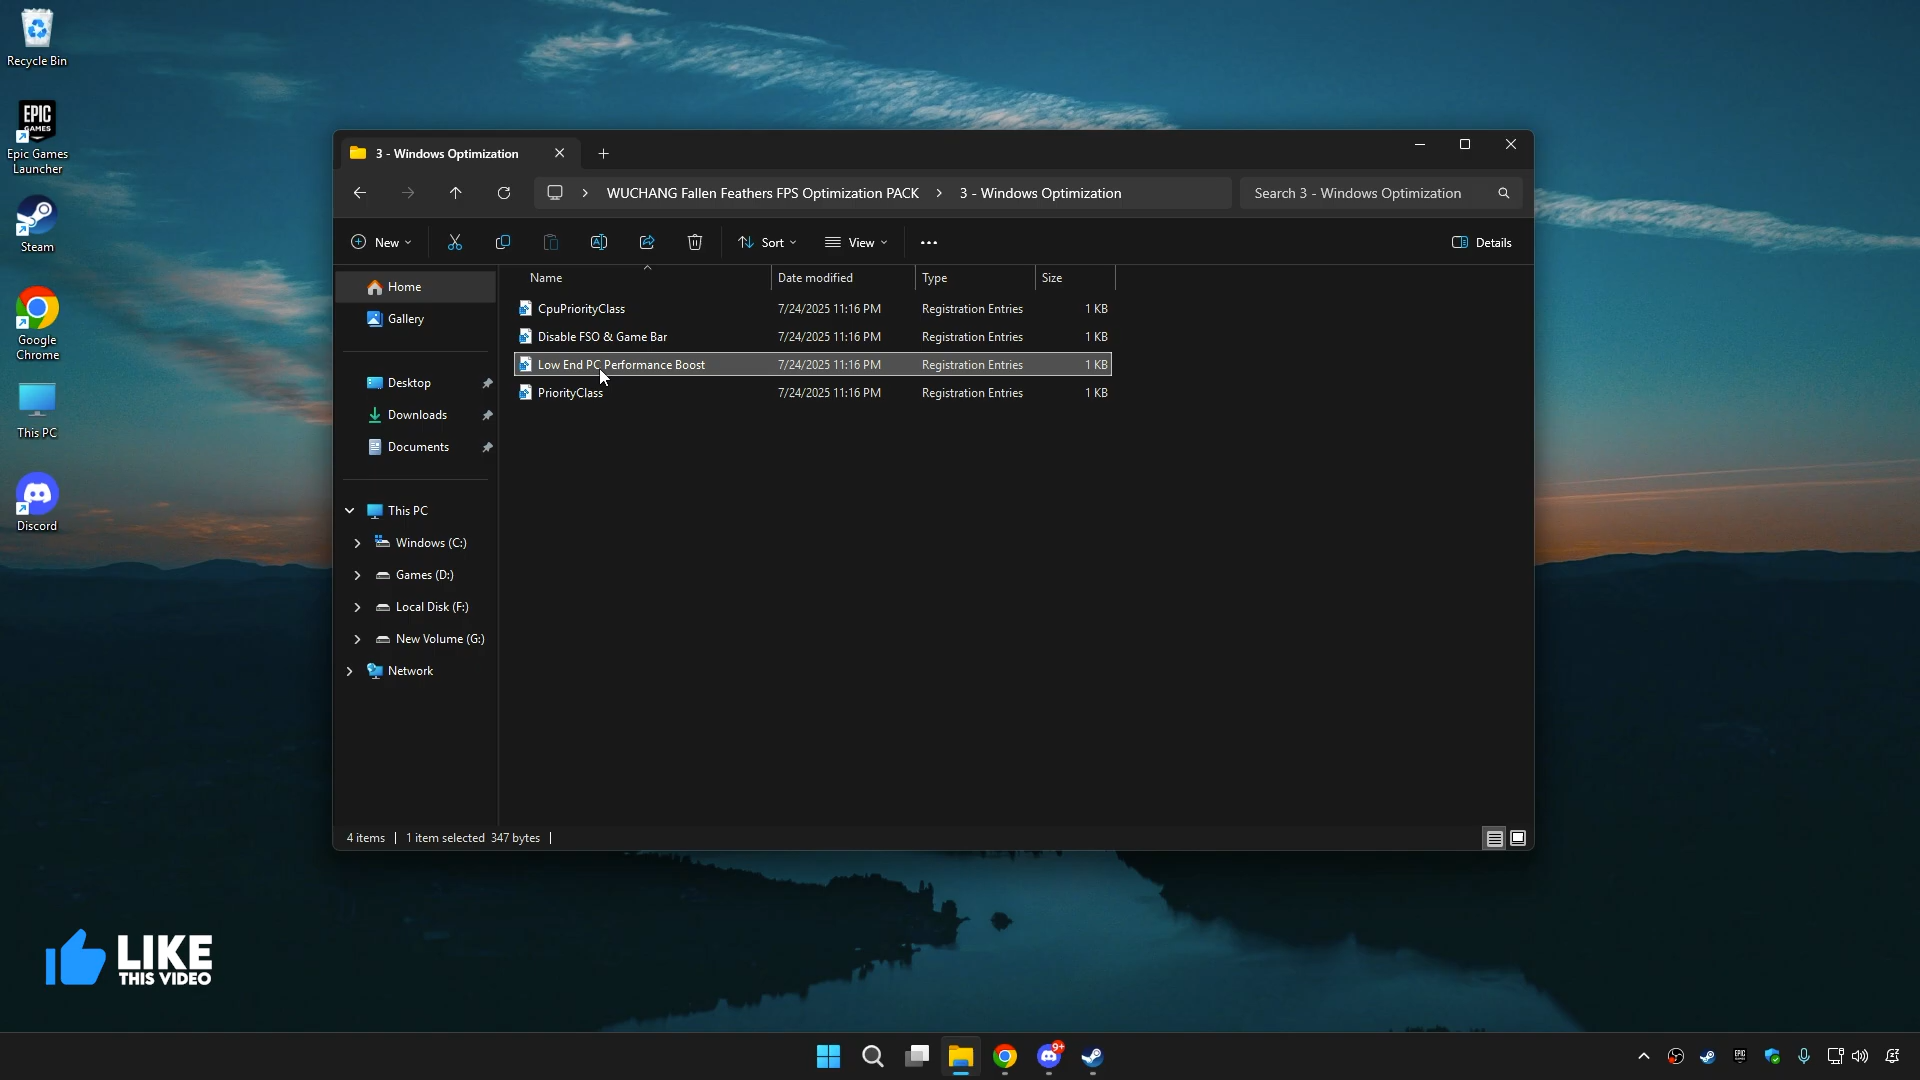 Recycle Bin
EPIC
GAMES
Epic Games
Launcher
Steam
Google
Chrome
This PC
Discord
3 - Windows Optimization
WUCHANG Fallen Feathers FPS Optimization PACK > 3 - Windows Optimization
Search 3 - Windows Optimization
New
Sort
View
Details
Home
Gallery
Desktop
Downloads
Documents
This PC
Windows (C:)
Games (D:)
Local Disk (F:)
New Volume (G:)
Network
Name Date modified Type Size
CpuPriorityClass 7/24/2025 11:16 PM Registration Entries 1 KB
Disable FSO & Game Bar 7/24/2025 11:16 PM Registration Entries 1 KB
Low End PC Performance Boost 7/24/2025 11:16 PM Registration Entries 1 KB
PriorityClass 7/24/2025 11:16 PM Registration Entries 1 KB
4 items 1 item selected 347 bytes
LIKE
THIS VIDEO
9+
EPIC